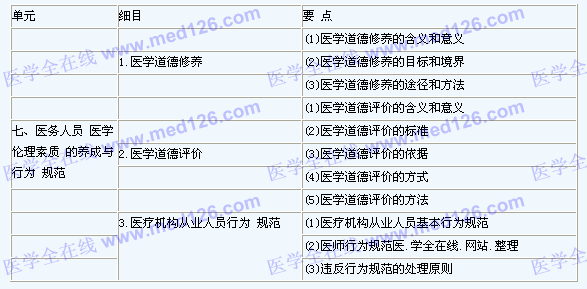 单元 细目 要 点
(1)医学道德修养的含义和意义
1.医学道德修养 (2)医学道德修养的目标和境界
(3)医学道德修养的途径和方法
(1)医学道德评价的含义和意义
七、医务人员 医学 (2)医学道德评价的标准
伦理素质 的养成与 2.医学道德评价 (3)医学道德评价的依据
行为 规范 (4)医学道德评价的方式
(5)医学道德评价的方法
3.医疗机构从业人员行为 规范 (1)医疗机构从业人员基本行为规范
(2)医师行为规范医.学全在线.网站.整理
(3)违反行为规范的处理原则
医学全在线 www.med126.com